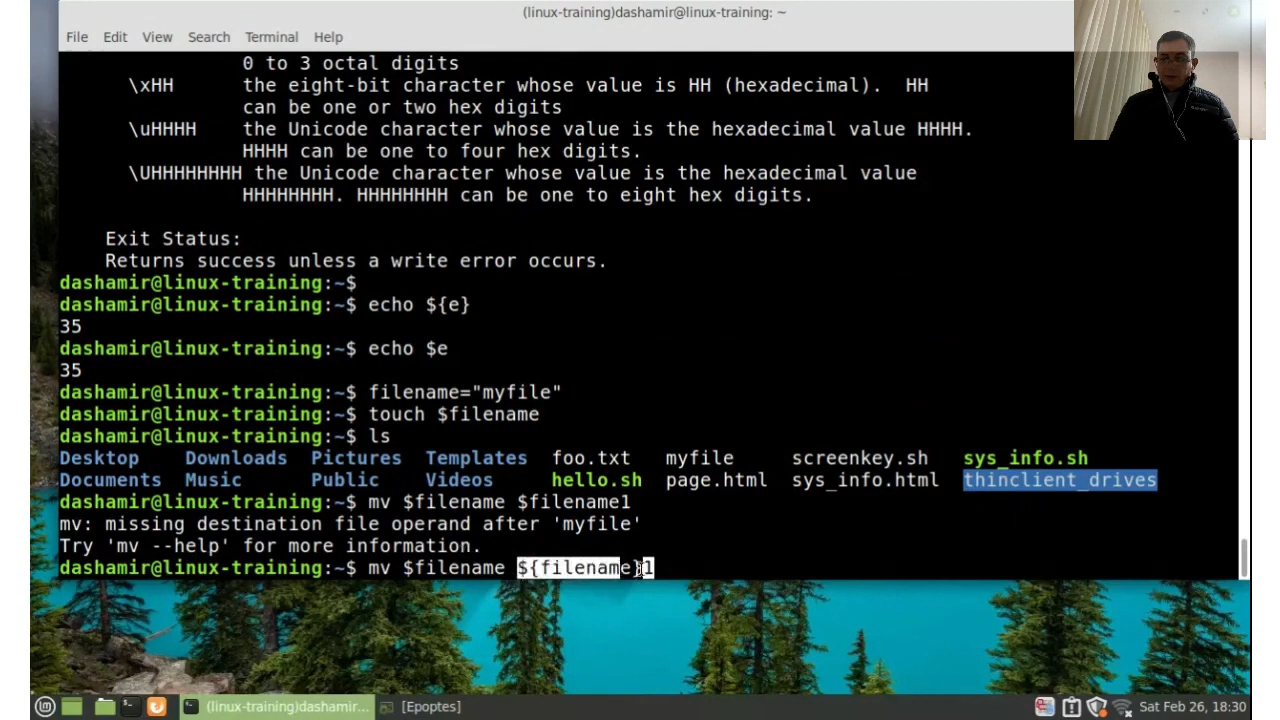 (linux-training)dashamir@linux-training: ~
File Edit View Search Terminal Help
0 to 3 octal digits
\xHH the eight-bit character whose value is HH (hexadecimal). HH
can be one or two hex digits
\uHHHH the Unicode character whose value is the hexadecimal value HHHH.
HHHH can be one to four hex digits.
\UHHHHHHHH the Unicode character whose value is the hexadecimal value
HHHHHHHH. HHHHHHHH can be one to eight hex digits.
Exit Status:
Returns success unless a write error occurs.
dashamir@linux-training:~$
dashamir@linux-training:~$ echo ${e}
35
dashamir@linux-training:~$ echo $e
35
dashamir@linux-training:~$ filename="myfile"
dashamir@linux-training:~$ touch $filename
dashamir@linux-training:~$ ls
Desktop Downloads Pictures Templates foo.txt myfile screenkey.sh sys_info.sh
Documents Music Public Videos hello.sh page.html sys_info.html thinclient_drives
dashamir@linux-training:~$ mv $filename $filename1
mv: missing destination file operand after 'myfile'
Try 'mv --help' for more information.
dashamir@linux-training:~$ mv $filename ${filename}1
(linux-training)dashamir... [Epoptes] Sat Feb 26, 18:30